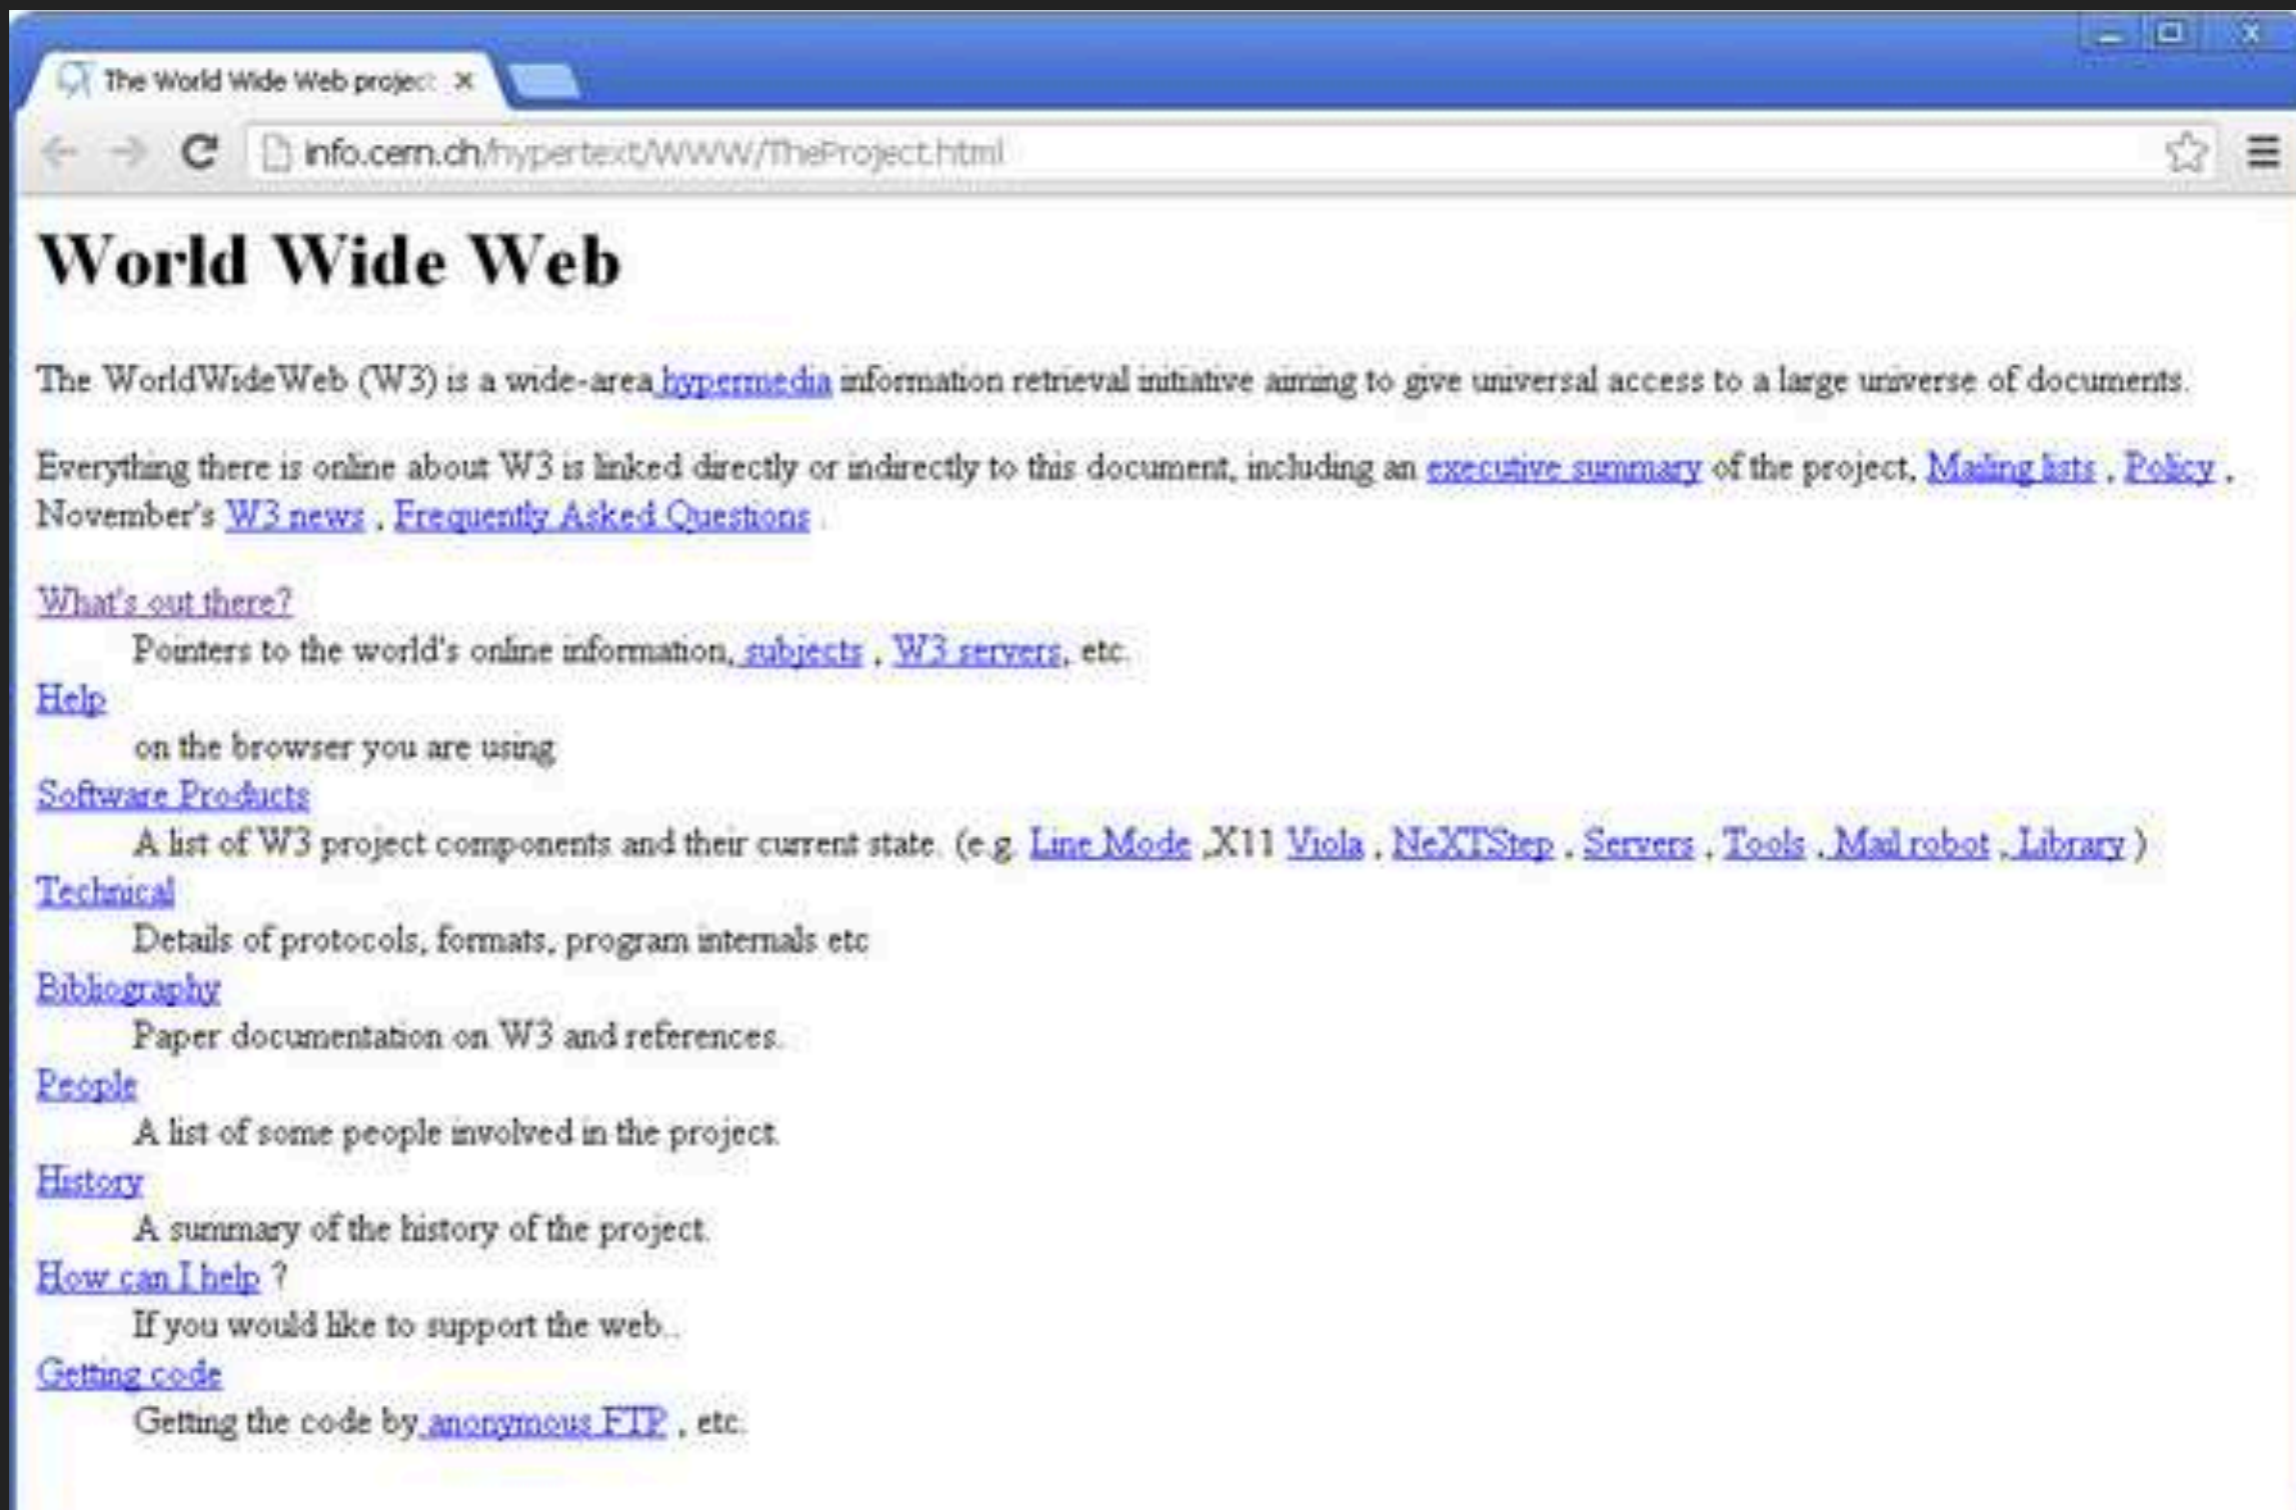 The World Wide Web project
info.cern.ch/hypertext/WWW/TheProject.html
World Wide Web
The WorldWideWeb (W3) is a wide-area hypermedia information retrieval initiative aiming to give universal access to a large universe of documents.
Everything there is online about W3 is linked directly or indirectly to this document, including an executive summary of the project, Mailing lists , Policy ,
November's W3 news , Frequently Asked Questions .
What's out there?
Pointers to the world's online information, subjects , W3 servers, etc.
Help
on the browser you are using
Software Products
A list of W3 project components and their current state. (e.g. Line Mode ,X11 Viola , NeXTStep , Servers , Tools , Mail robot , Library )
Technical
Details of protocols, formats, program internals etc
Bibliography
Paper documentation on W3 and references.
People
A list of some people involved in the project.
History
A summary of the history of the project.
How can I help ?
If you would like to support the web..
Getting code
Getting the code by anonymous FTP , etc.